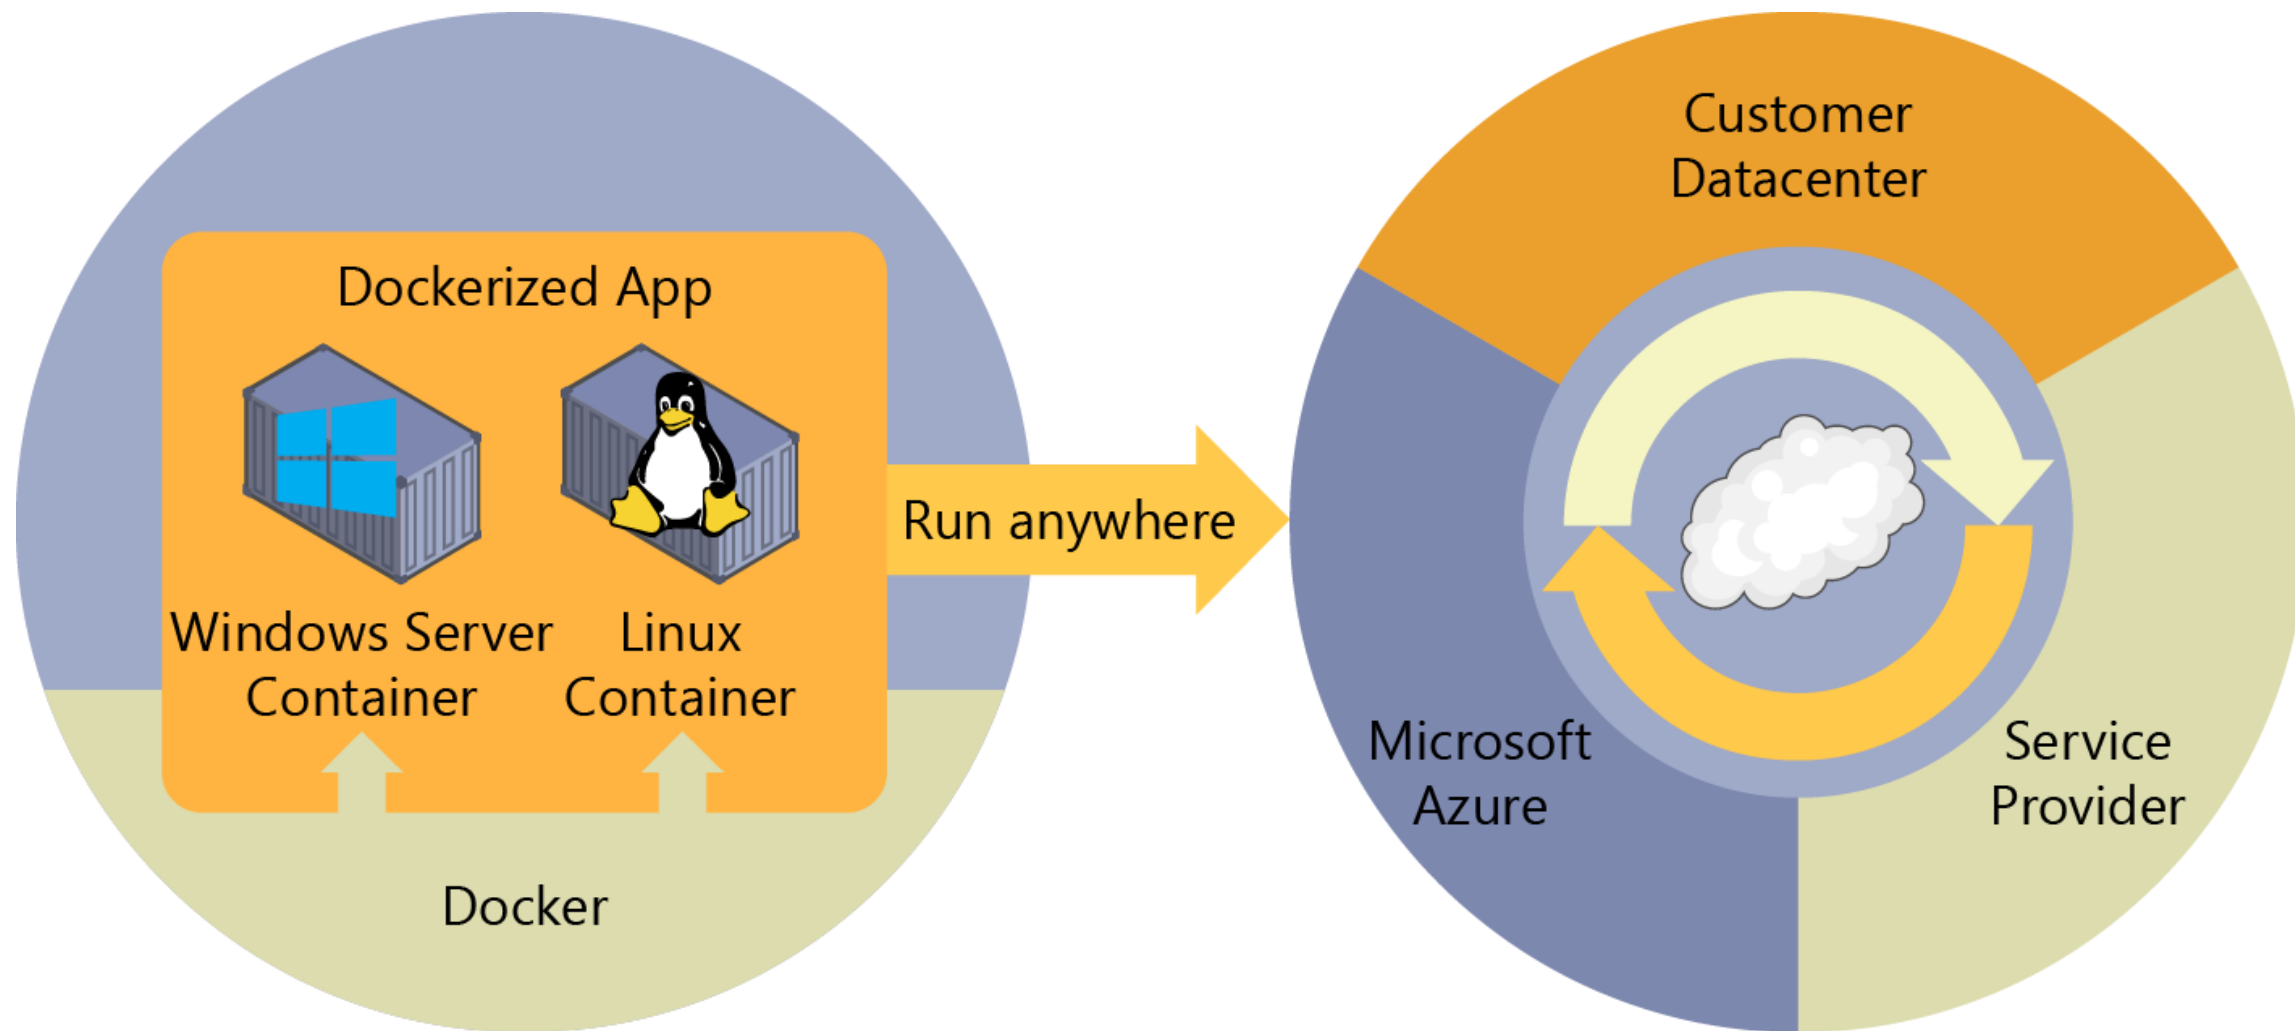 Dockerized App
Windows Server
Container
Linux
Container
Docker
Run anywhere
Customer
Datacenter
Microsoft
Azure
Service
Provider